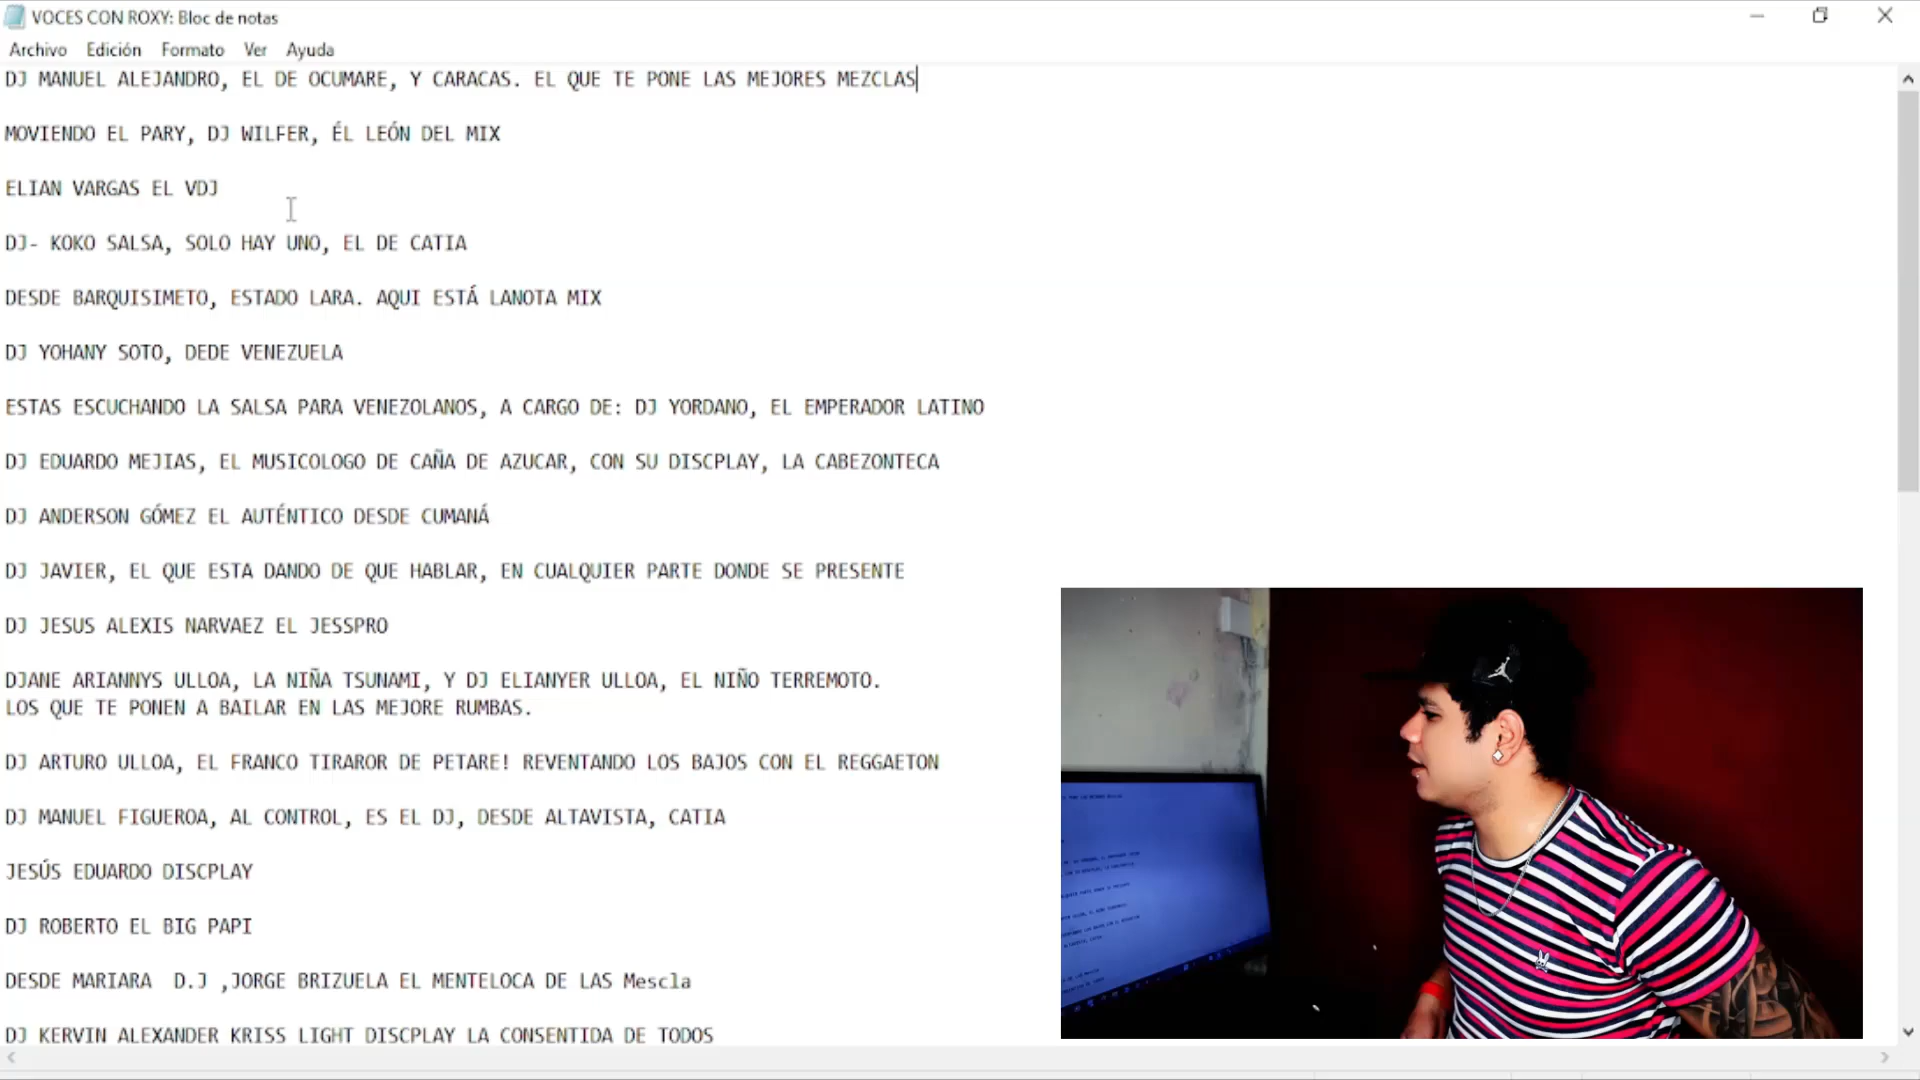 VOCES CON ROXY: Bloc de notas
Archivo Edición Formato Ver Ayuda
DJ MANUEL ALEJANDRO, EL DE OCUMARE, Y CARACAS. EL QUE TE PONE LAS MEJORES MEZCLAS
MOVIENDO EL PARY, DJ WILFER, ÉL LEÓN DEL MIX
ELIAN VARGAS EL VDJ
DJ- KOKO SALSA, SOLO HAY UNO, EL DE CATIA
DESDE BARQUISIMETO, ESTADO LARA. AQUI ESTÁ LANOTA MIX
DJ YOHANY SOTO, DEDE VENEZUELA
ESTAS ESCUCHANDO LA SALSA PARA VENEZOLANOS, A CARGO DE: DJ YORDANO, EL EMPERADOR LATINO
DJ EDUARDO MEJIAS, EL MUSICOLOGO DE CAÑA DE AZUCAR, CON SU DISCPLAY, LA CABEZONTECA
DJ ANDERSON GÓMEZ EL AUTÉNTICO DESDE CUMANÁ
DJ JAVIER, EL QUE ESTA DANDO DE QUE HABLAR, EN CUALQUIER PARTE DONDE SE PRESENTE
DJ JESUS ALEXIS NARVAEZ EL JESSPRO
DJANE ARIANNYS ULLOA, LA NIÑA TSUNAMI, Y DJ ELIANYER ULLOA, EL NIÑO TERREMOTO.
LOS QUE TE PONEN A BAILAR EN LAS MEJORE RUMBAS.
DJ ARTURO ULLOA, EL FRANCO TIRAROR DE PETARE! REVENTANDO LOS BAJOS CON EL REGGAETON
DJ MANUEL FIGUEROA, AL CONTROL, ES EL DJ, DESDE ALTAVISTA, CATIA
JESÚS EDUARDO DISCPLAY
DJ ROBERTO EL BIG PAPI
DESDE MARIARA  D.J ,JORGE BRIZUELA EL MENTELOCA DE LAS Mescla
DJ KERVIN ALEXANDER KRISS LIGHT DISCPLAY LA CONSENTIDA DE TODOS